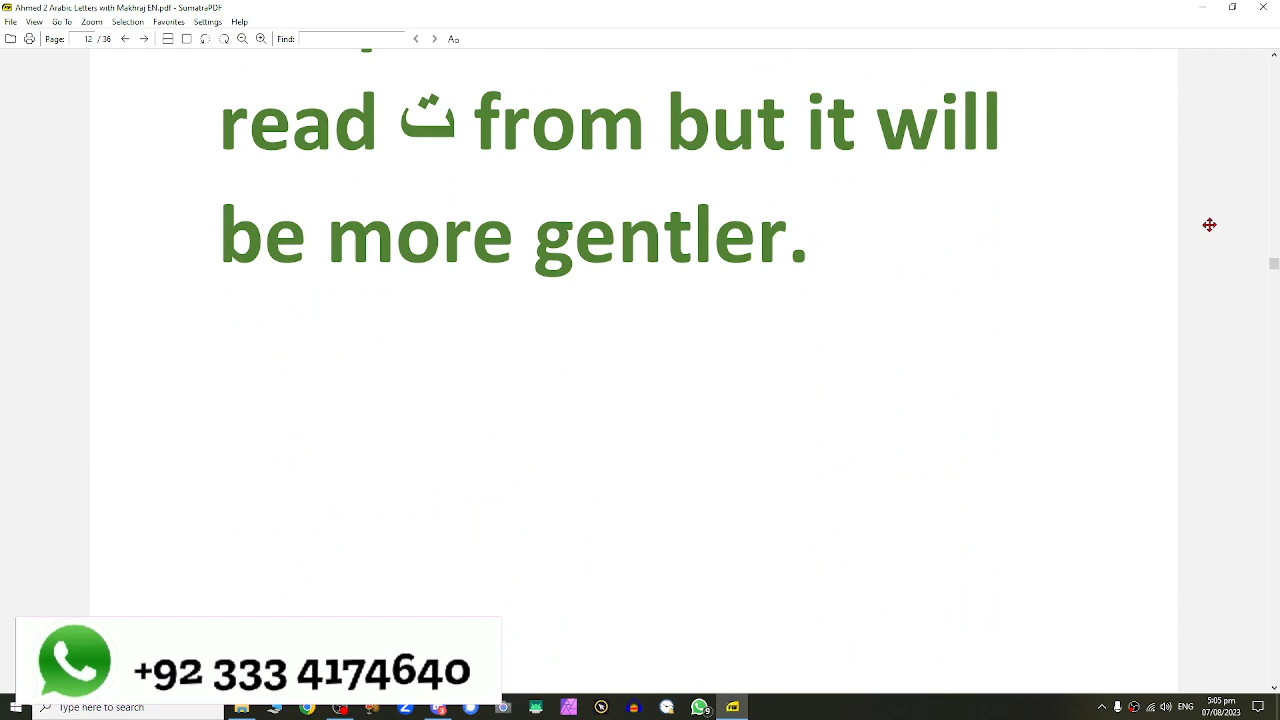 Ahmed 2 Arabic Letters with Makhraj EN.pdf - SumatraPDF
File View Go To Zoom Selection Favorites Settings Help
Page: 12 / 36 Find:
read ت from but it will
be more gentler.
+92 333 4174640
Type here to search
9
ENG 5:05 pm
07/08/2023